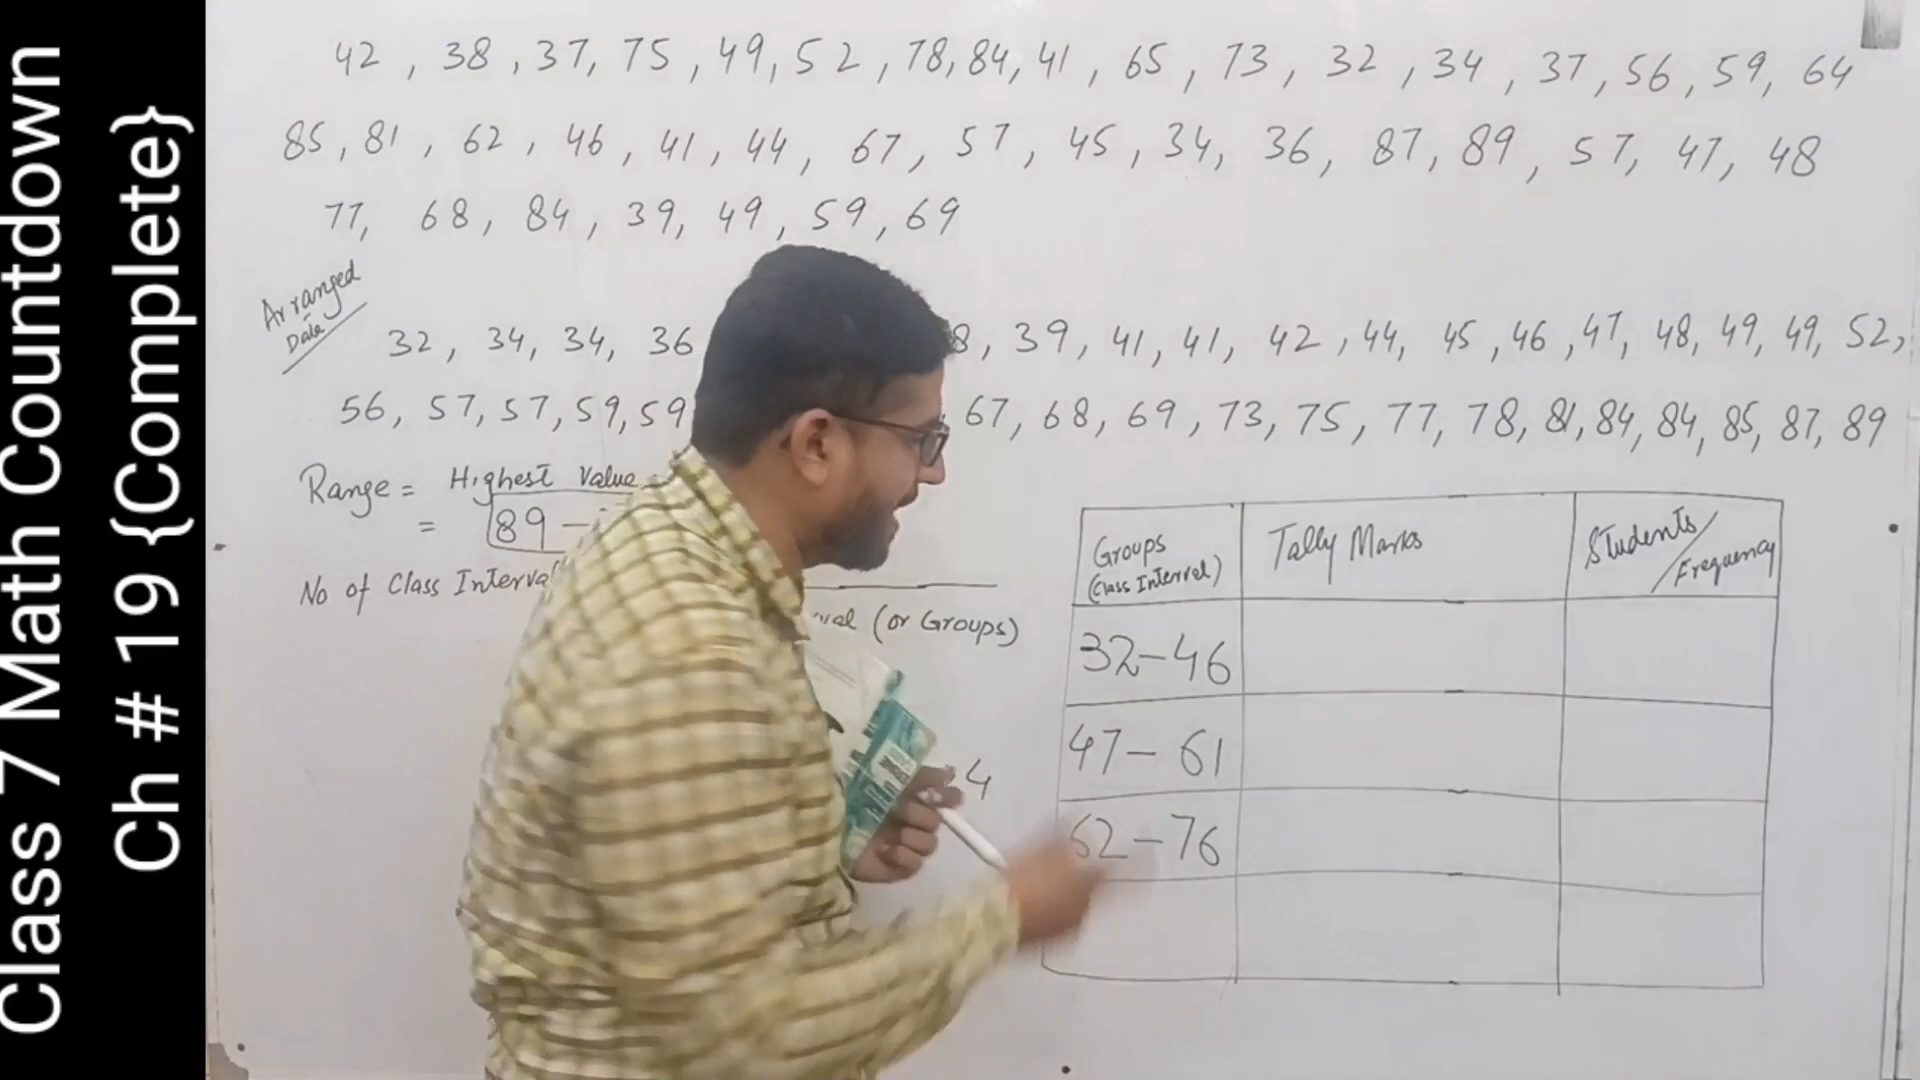 Class 7 Math Countdown
Ch # 19 {Complete}
42, 38, 37, 75, 49, 52, 78, 84, 41, 65, 73, 32, 34, 37, 56, 59, 64
85, 81, 62, 46, 41, 44, 67, 57, 45, 34, 36, 87, 89, 57, 47, 48
77, 68, 84, 39, 49, 59, 69
Arranged
Data
32, 34, 34, 36 8, 39, 41, 41, 42, 44, 45, 46, 47, 48, 49, 49, 52,
56, 57, 57, 59, 59 67, 68, 69, 73, 75, 77, 78, 81, 84, 84, 85, 87, 89
Range = Highest Value -
= 89 -
No of Class Interval
(or Groups)
4
Groups
(Class Interval)
Tally Marks
Students/
Frequency
32-46
47-61
62-76